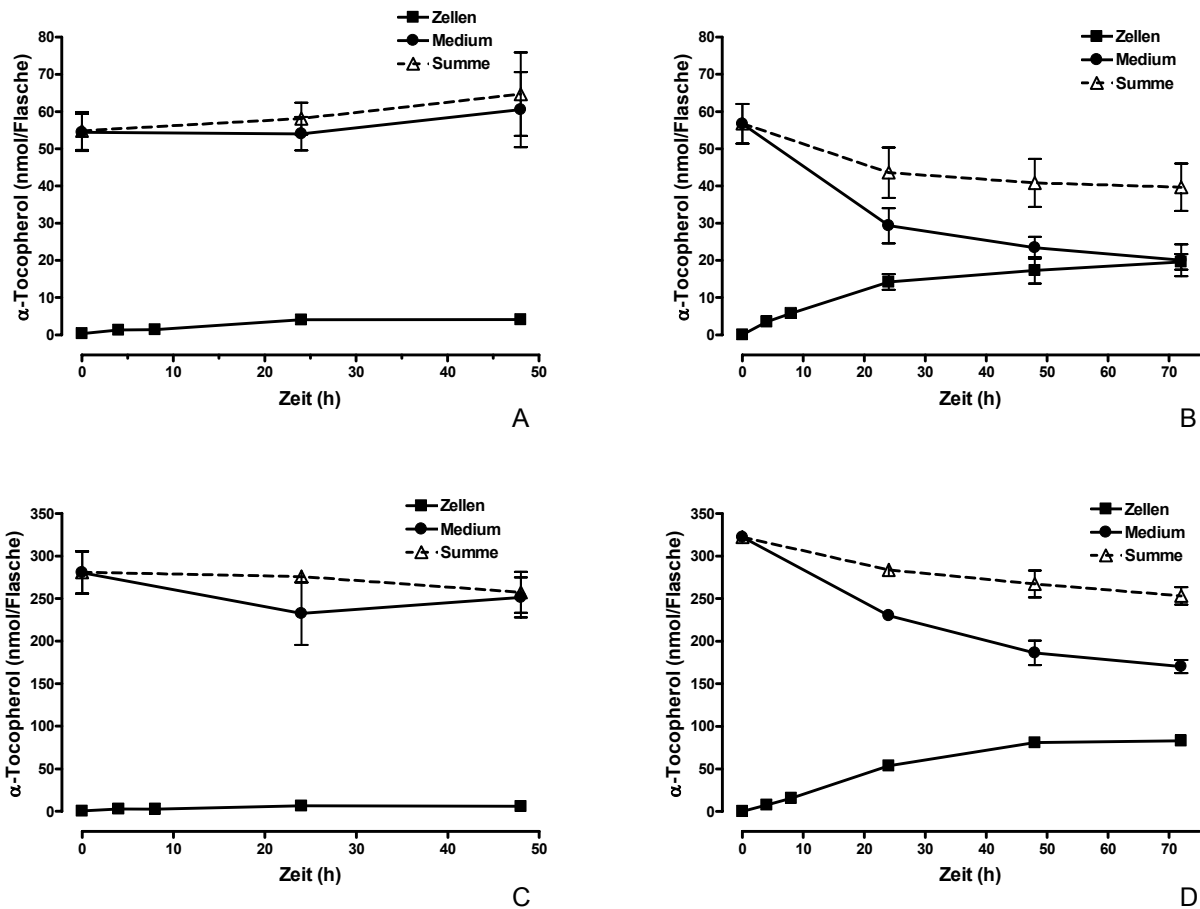 Zellen
Medium
Summe
α-Tocopherol (nmol/Flasche)
80
70
60
50
40
30
20
10
0
0 10 20 30 40 50
Zeit (h)
A
Zellen
Medium
Summe
α-Tocopherol (nmol/Flasche)
80
70
60
50
40
30
20
10
0
0 10 20 30 40 50 60 70
Zeit (h)
B
Zellen
Medium
Summe
α-Tocopherol (nmol/Flasche)
350
300
250
200
150
100
50
0
0 10 20 30 40 50
Zeit (h)
C
Zellen
Medium
Summe
α-Tocopherol (nmol/Flasche)
350
300
250
200
150
100
50
0
0 10 20 30 40 50 60 70
Zeit (h)
D